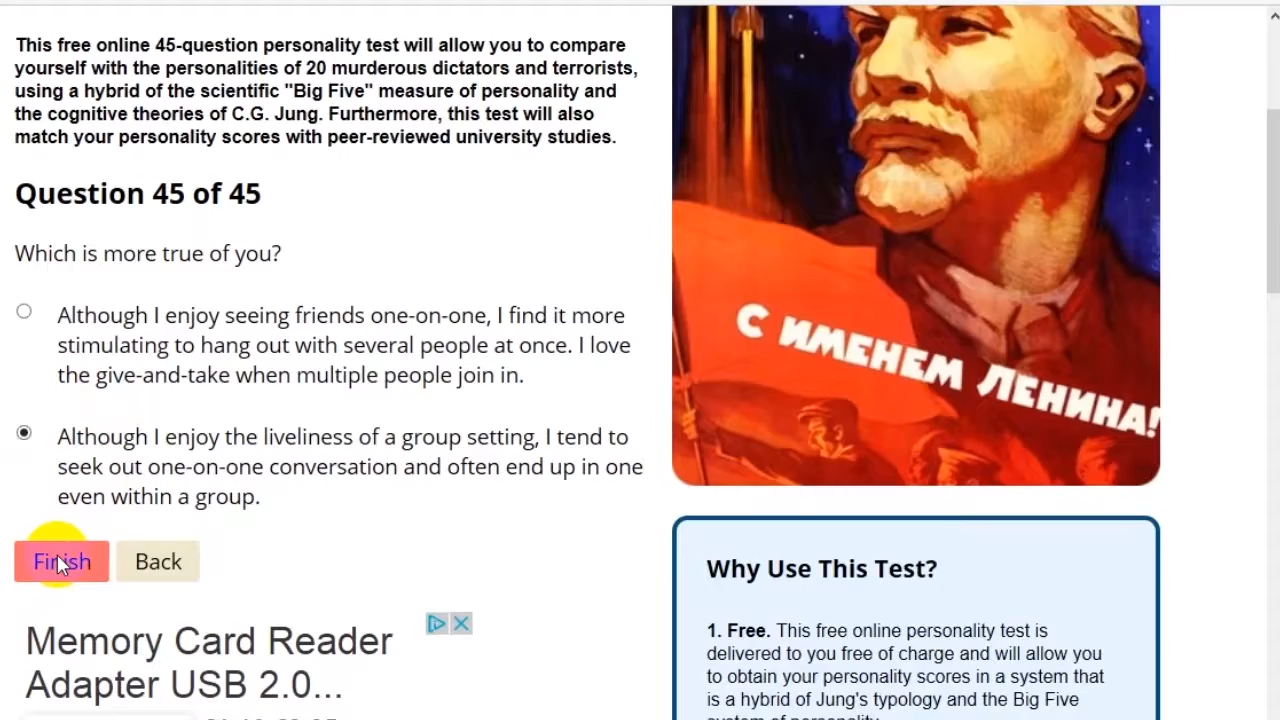 This free online 45-question personality test will allow you to compare
yourself with the personalities of 20 murderous dictators and terrorists,
using a hybrid of the scientific "Big Five" measure of personality and
the cognitive theories of C.G. Jung. Furthermore, this test will also
match your personality scores with peer-reviewed university studies.
Question 45 of 45
Which is more true of you?
Although I enjoy seeing friends one-on-one, I find it more
stimulating to hang out with several people at once. I love
the give-and-take when multiple people join in.
Although I enjoy the liveliness of a group setting, I tend to
seek out one-on-one conversation and often end up in one
even within a group.
Finish
Back
Memory Card Reader
Adapter USB 2.0...
С ИМЕНЕМ ЛЕНИНА!
Why Use This Test?
1. Free. This free online personality test is
delivered to you free of charge and will allow you
to obtain your personality scores in a system that
is a hybrid of Jung's typology and the Big Five
system of personality.